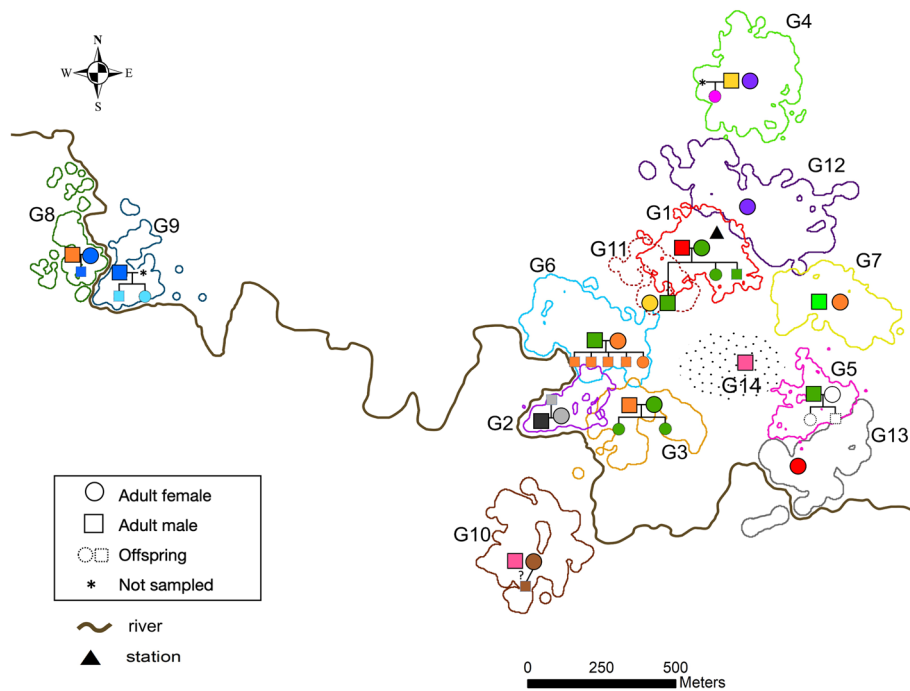 G4
N
W E
S
*
G12
G8
G9
G1
G11
G7
G6
*
G5
G14
G2
G3
G13
Adult female
Adult male
Offspring
* Not sampled
G10
?
river
station
0 250 500
Meters